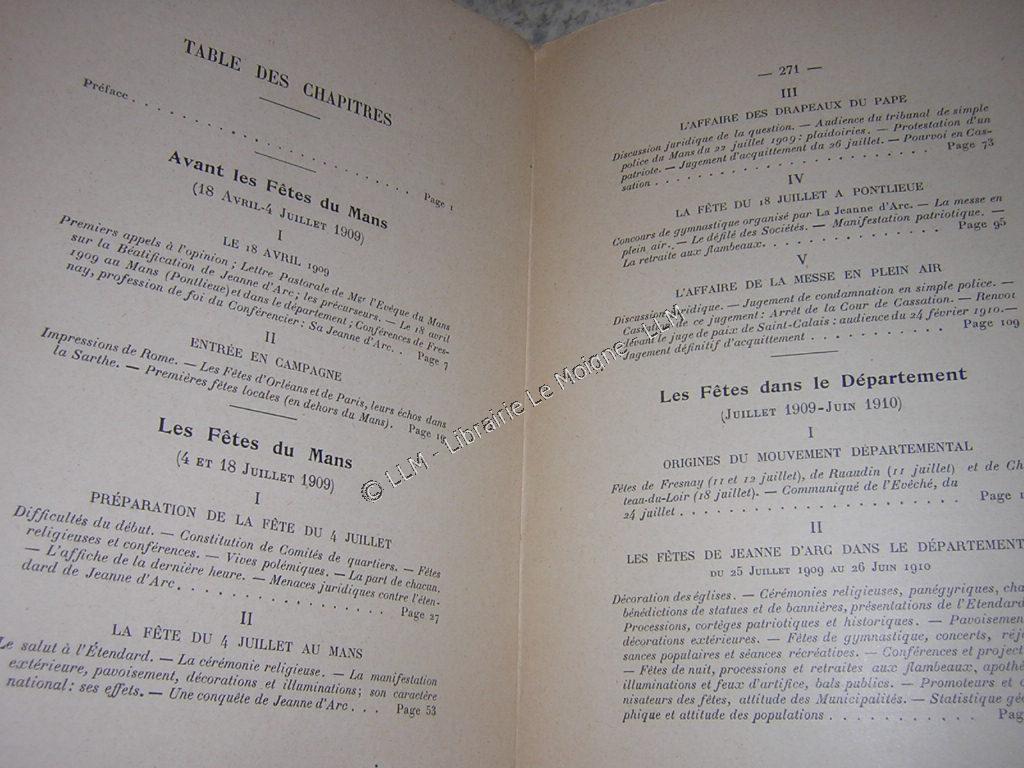 TABLE DES CHAPITRES
Préface . . . . . . . . . . . . . . . . . . . . . . Page 1
Avant les Fêtes du Mans
(18 AVRIL-4 JUILLET 1909)
I
LE 18 AVRIL 1909
Premiers appels à l'opinion ; Lettre Pastorale de Mgr l'Evêque du Mans
sur la Béatification de Jeanne d'Arc ; les précurseurs. — Le 18 avril
1909 au Mans (Pontlieue) et dans le département ; Conférences de Fres-
nay, profession de foi du Conférencier : Sa Jeanne d'Arc. . Page 7
II
ENTRÉE EN CAMPAGNE
Impressions de Rome. — Les Fêtes d'Orléans et de Paris, leurs échos dans
la Sarthe. — Premières fêtes locales (en dehors du Mans). Page 19
Les Fêtes du Mans
(4 ET 18 JUILLET 1909)
I
PRÉPARATION DE LA FÊTE DU 4 JUILLET
Difficultés du début. — Constitution de Comités de quartiers. — Fêtes
religieuses et conférences. — Vives polémiques. — La part de chacun.
— L'affiche de la dernière heure. — Menaces juridiques contre l'éten-
dard de Jeanne d'Arc . . . . . . . . . . . . . . . . Page 27
II
LA FÊTE DU 4 JUILLET AU MANS
Le salut à l'Étendard. — La cérémonie religieuse. — La manifestation
extérieure, pavoisement, décorations et illuminations ; son caractère
national : ses effets. — Une conquête de Jeanne d'Arc . . . Page 53
— 271 —
III
L'AFFAIRE DES DRAPEAUX DU PAPE
Discussion juridique de la question. — Audience du tribunal de simple
police du Mans du 22 juillet 1909 : plaidoiries. — Protestation d'un
patriote. — Jugement d'acquittement du 26 juillet. — Pourvoi en Cas-
sation . . . . . . . . . . . . . . . . . . . . Page 73
IV
LA FÊTE DU 18 JUILLET A PONTLIEUE
Concours de gymnastique organisé par La Jeanne d'Arc. — La messe en
plein air. — Le défilé des Sociétés. — Manifestation patriotique. —
La retraite aux flambeaux. . . . . . . . . . . . . . Page 95
V
L'AFFAIRE DE LA MESSE EN PLEIN AIR
Discussion juridique. — Jugement de condamnation en simple police. —
de ce jugement : Arrêt de la Cour de Cassation. — Renvoi
devant le juge de paix de Saint-Calais : audience du 24 février 1910.—
Jugement définitif d'acquittement . . . . . . . . . . Page 109
Les Fêtes dans le Département
(JUILLET 1909-JUIN 1910)
I
ORIGINES DU MOUVEMENT DÉPARTEMENTAL
Fêtes de Fresnay (11 et 12 juillet), de Ruaudin (11 juillet) et de Châ
teau-du-Loir (18 juillet). — Communiqué de l'Evêché, du
24 juillet . . . . . . . . . . . . . . . . . . Page 1
II
LES FÊTES DE JEANNE D'ARC DANS LE DÉPARTEMENT
DU 25 JUILLET 1909 AU 26 JUIN 1910
Décoration des églises. — Cérémonies religieuses, panégyriques, cha
bénédictions de statues et de bannières, présentations de l'Etendard
Processions, cortèges patriotiques et historiques. — Pavoiseme
décorations extérieures. — Fêtes de gymnastique, concerts, réj
sances populaires et séances récréatives. — Conférences et project
— Fêtes de nuit, processions et retraites aux flambeaux, apoth
illuminations et feux d'artifice, bals publics. — Promoteurs et o
nisateurs des fêtes, attitude des Municipalités. — Statistique géo
phique et attitude des populations . . . . . . . . . . . Pag
© LLM - Librairie Le Moigne - LLM